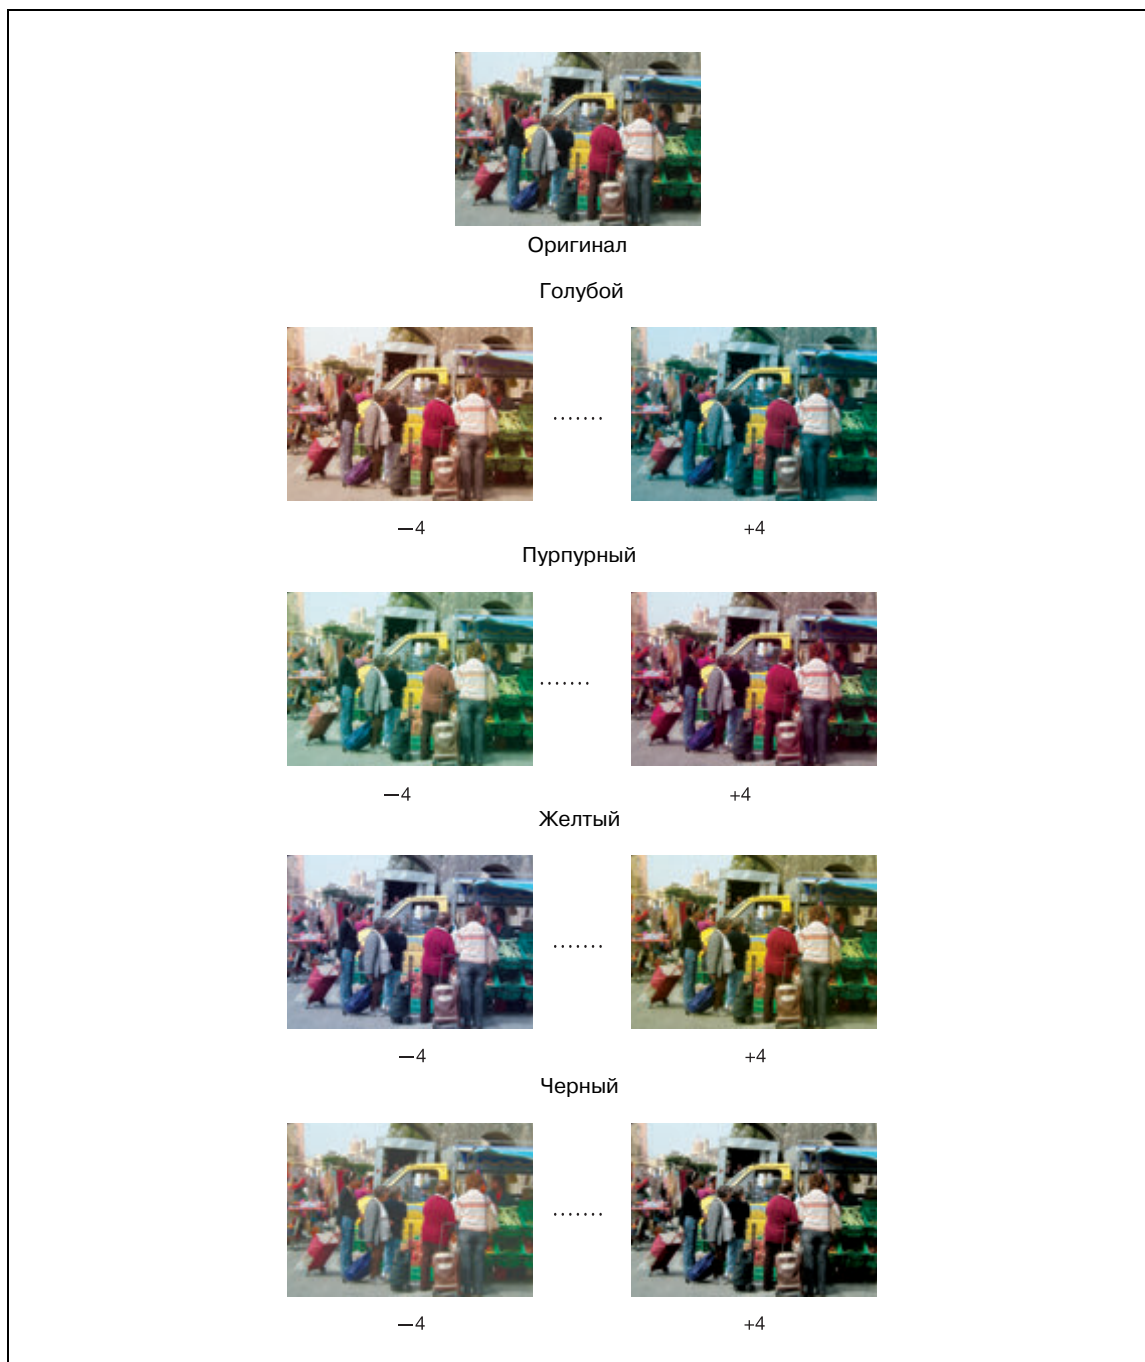 Оригинал
Голубой
.......
—4 +4
Пурпурный
.......
—4 +4
Желтый
.......
—4 +4
Черный
.......
—4 +4